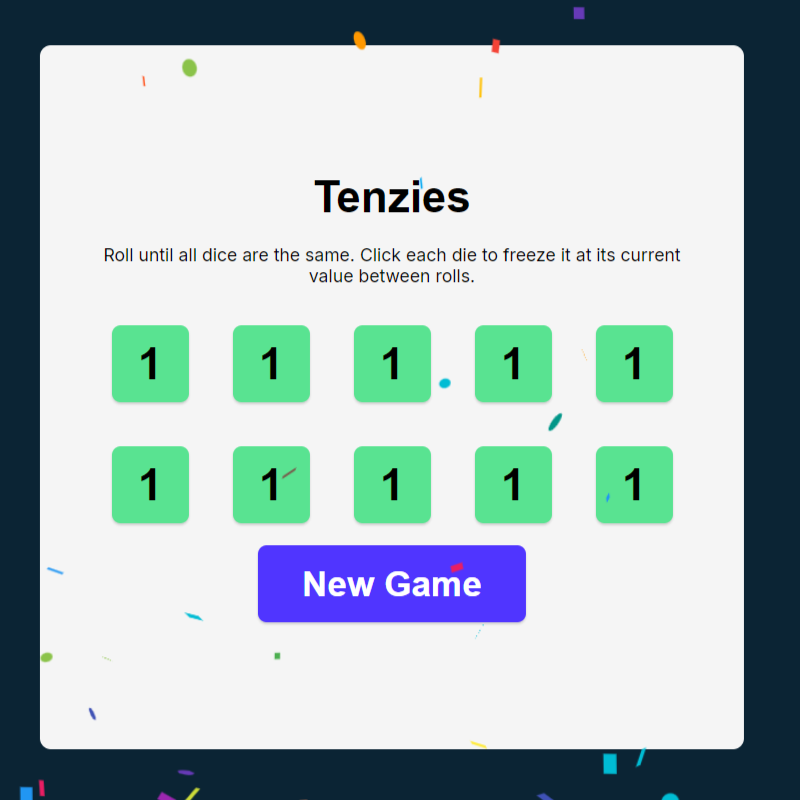 Tenzies
Roll until all dice are the same. Click each die to freeze it at its current
value between rolls.
1 1 1 1 1
1 1 1 1 1
New Game